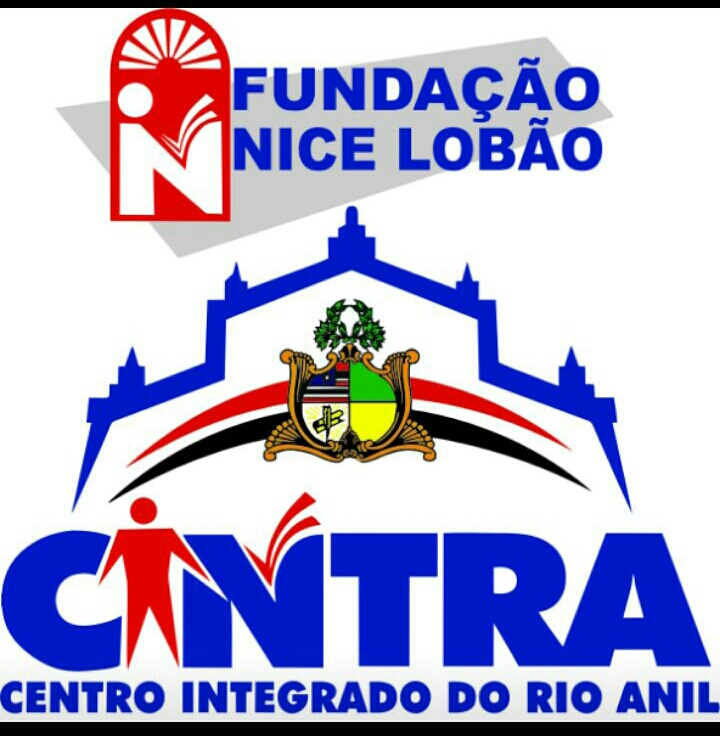 FUNDAÇÃO
NICE LOBÃO
CINTRA
CENTRO INTEGRADO DO RIO ANIL